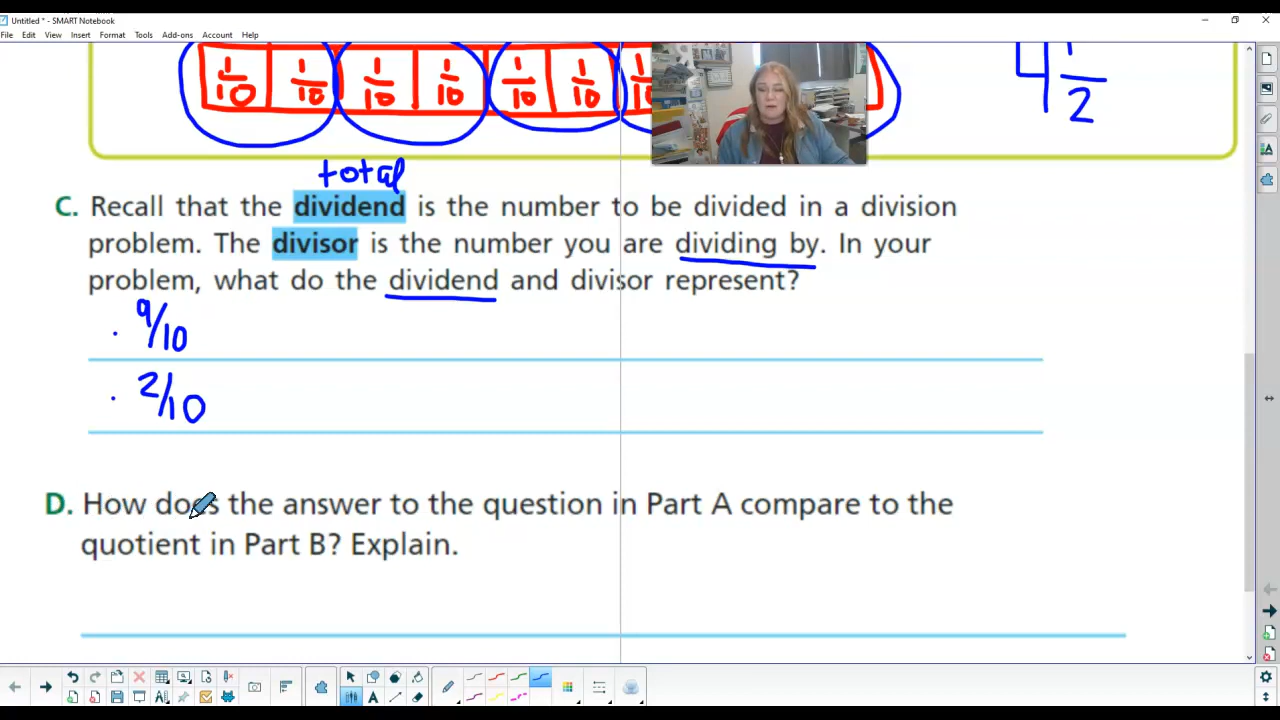 Untitled * - SMART Notebook
File Edit View Insert Format Tools Add-ons Account Help
1/10 1/10 1/10 1/10 1/10 1/10
4 1/2
total
C. Recall that the dividend is the number to be divided in a division
problem. The divisor is the number you are dividing by. In your
problem, what do the dividend and divisor represent?
· 9/10
· 2/10
D. How does the answer to the question in Part A compare to the
quotient in Part B? Explain.